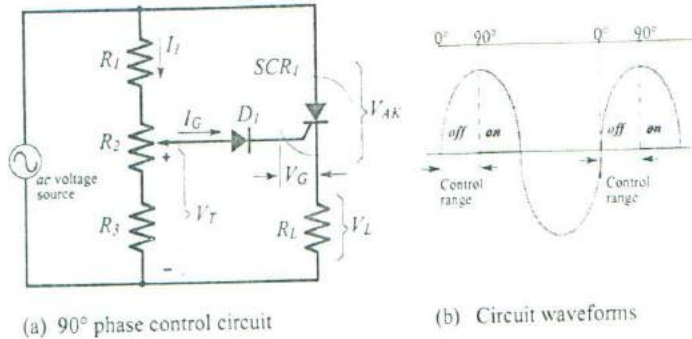 R1
I1
SCR1
VAK
IG
D1
R2
+
VG
ac voltage
source
VT
R3
RL
VL
-
(a) 90° phase control circuit
0° 90° 0° 90°
off on off on
Control
range
Control
range
(b) Circuit waveforms